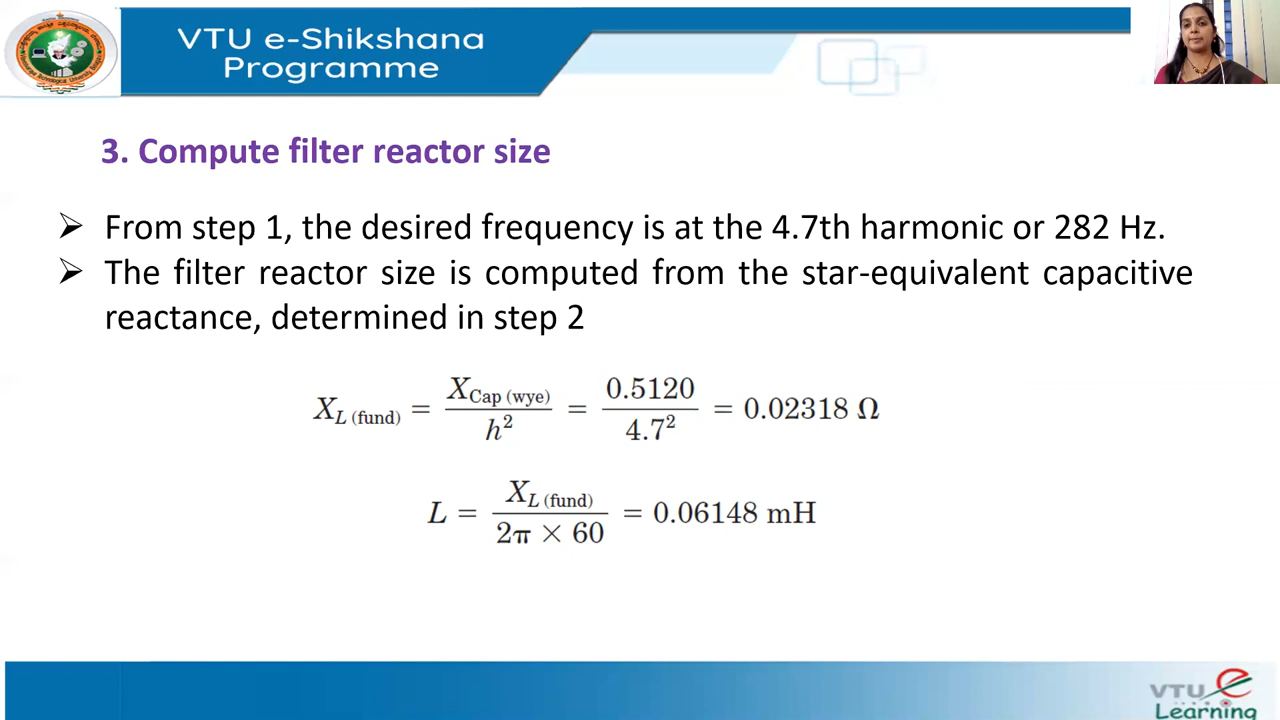 VTU e-Shikshana
Programme
3. Compute filter reactor size
➢ From step 1, the desired frequency is at the 4.7th harmonic or 282 Hz.
➢ The filter reactor size is computed from the star-equivalent capacitive
reactance, determined in step 2
X_L (fund) = X_Cap (wye) / h² = 0.5120 / 4.7² = 0.02318 Ω
L = X_L (fund) / 2π × 60 = 0.06148 mH
VTU e
Learning